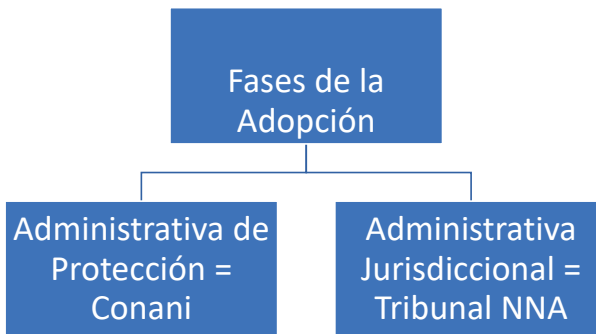 Fases de la
Adopción
Administrativa de
Protección =
Conani
Administrativa
Jurisdiccional =
Tribunal NNA